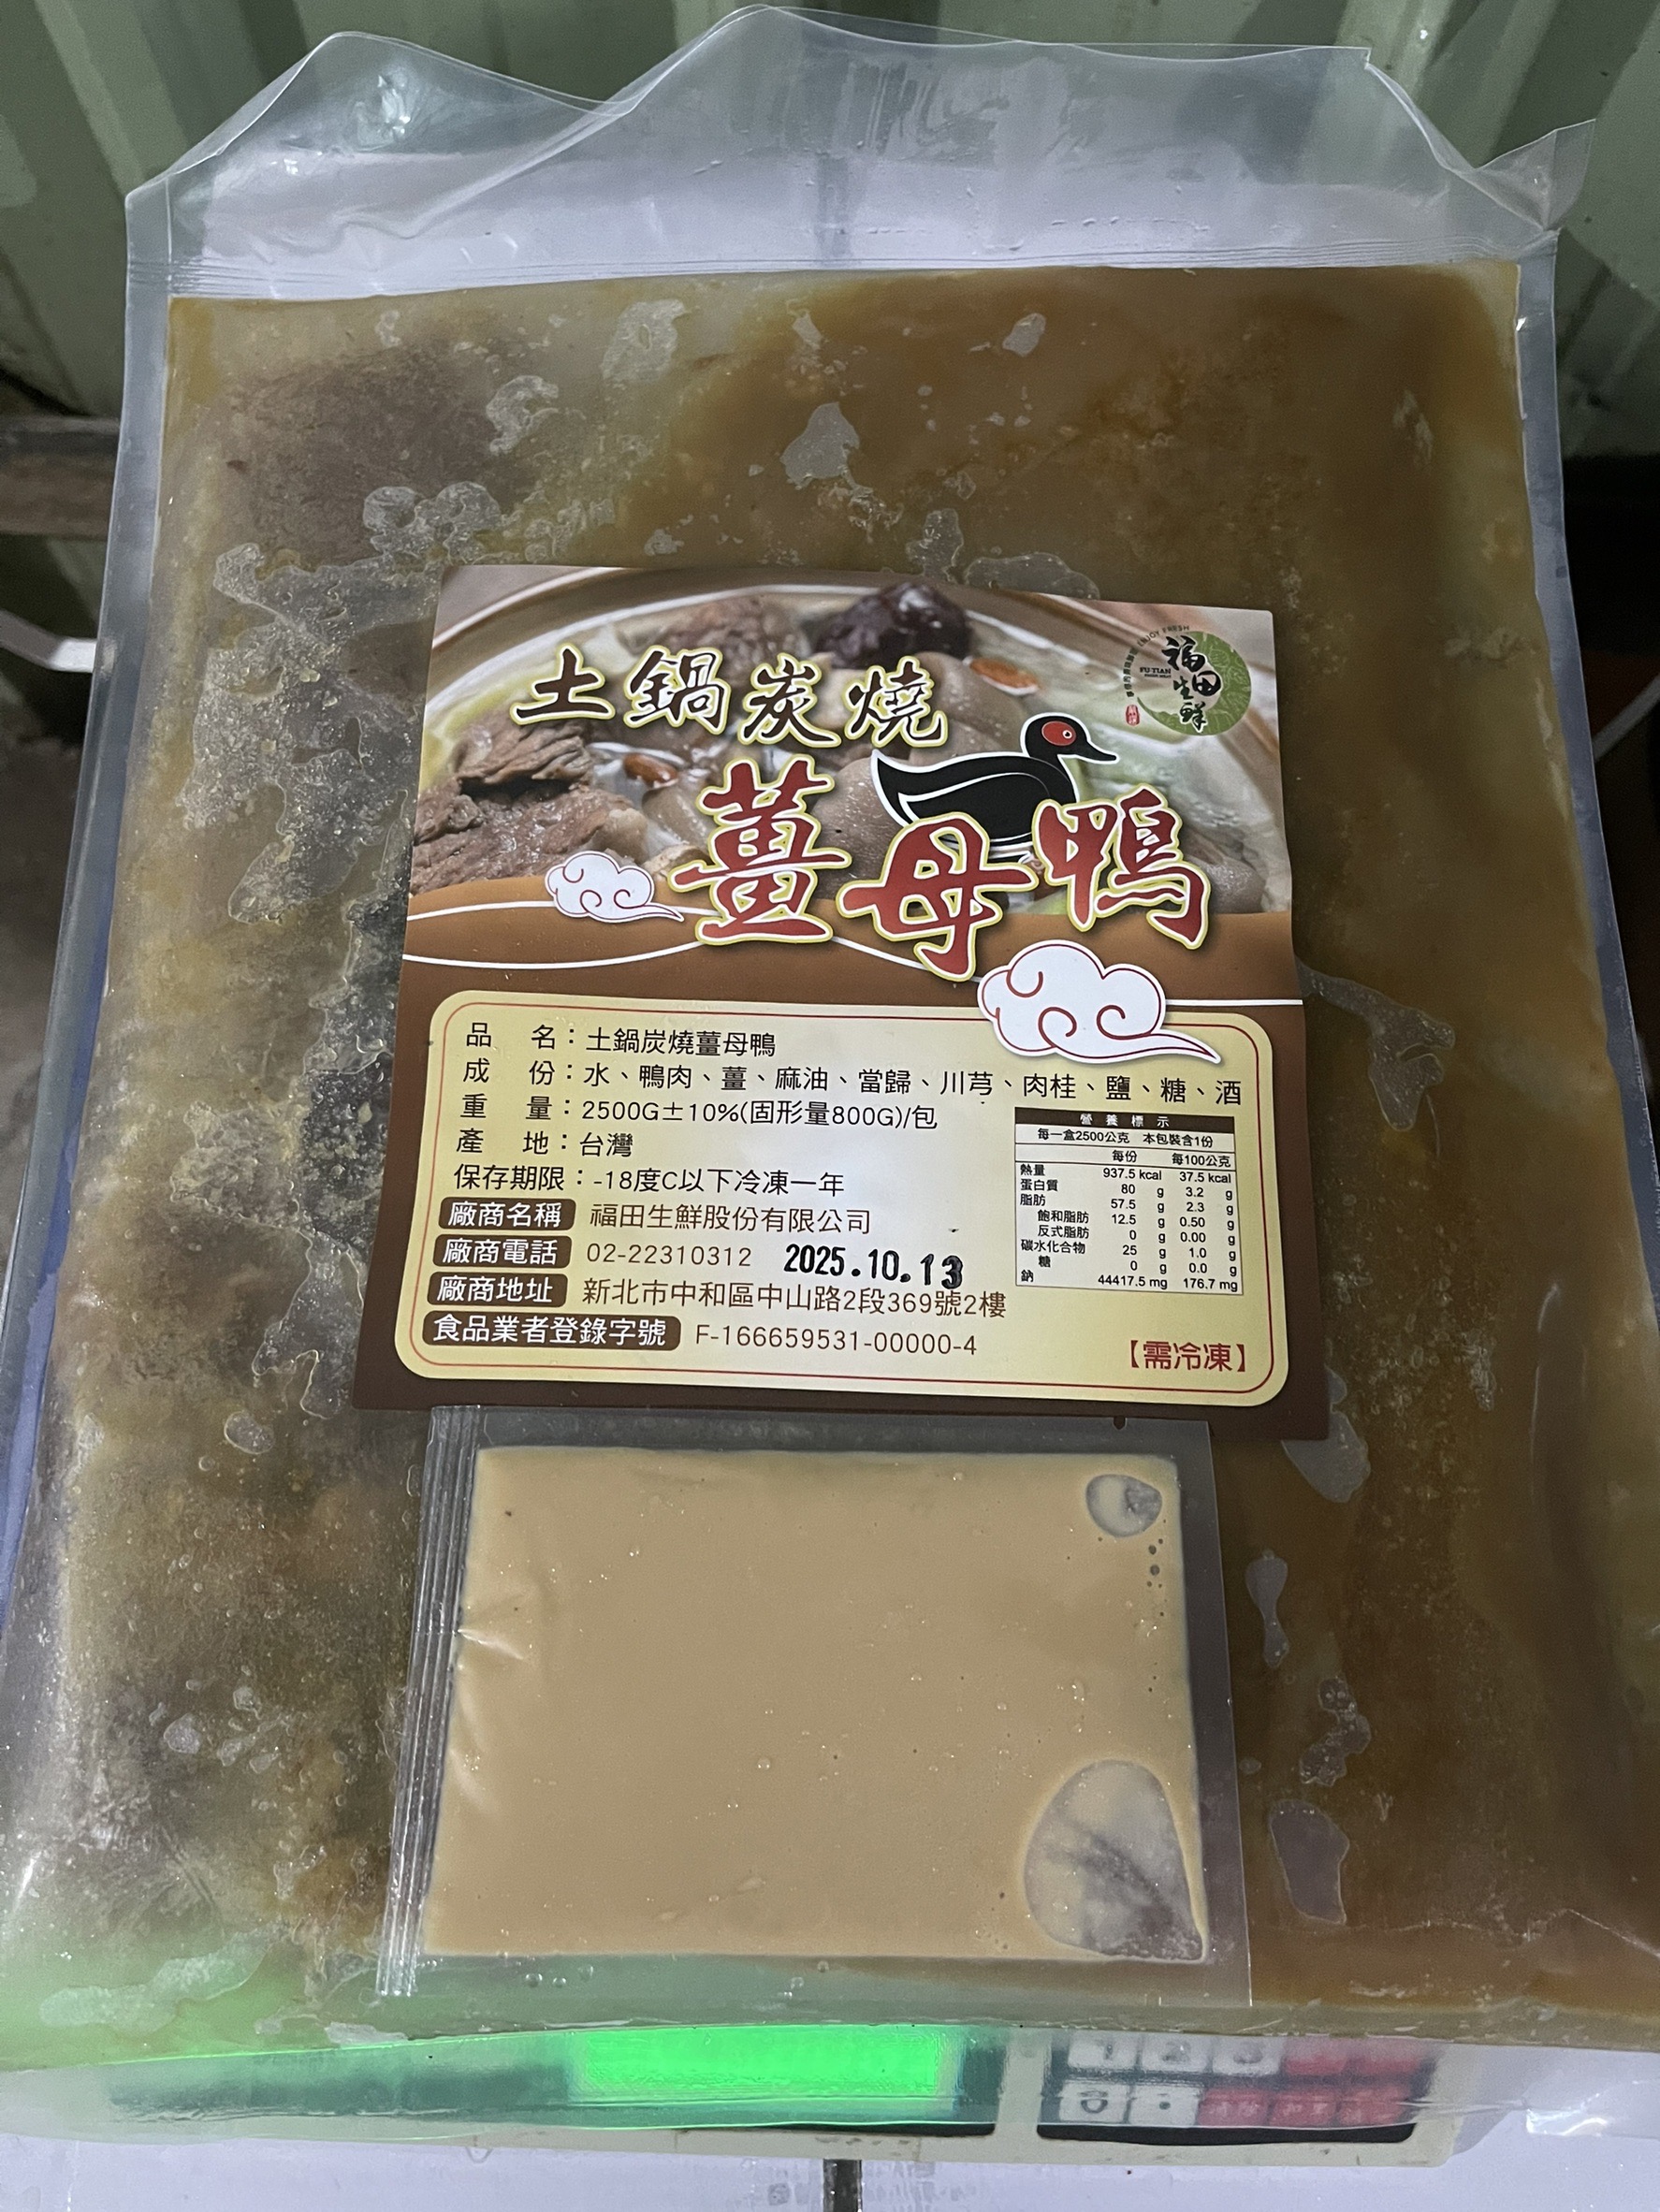 土鍋炭燒
薑母鴨
ENJOY FRESH
福田生鮮
FU-TIAN
品名：土鍋炭燒薑母鴨
成份：水、鴨肉、薑、麻油、當歸、川芎、肉桂、鹽、糖、酒
重量：2500G±10%(固形量800G)/包
產地：台灣
保存期限：-18度C以下冷凍一年
廠商名稱 福田生鮮股份有限公司
廠商電話 02-22310312 2025.10.13
廠商地址 新北市中和區中山路2段369號2樓
食品業者登錄字號 F-166659531-00000-4
【需冷凍】
營養標示
每一盒2500公克 本包裝含1份
每份 每100公克
熱量 937.5 kcal 37.5 kcal
蛋白質 80 g 3.2 g
脂肪 57.5 g 2.3 g
飽和脂肪 12.5 g 0.50 g
反式脂肪 0 g 0.00 g
碳水化合物 25 g 1.0 g
糖 0 g 0.0 g
鈉 44417.5 mg 176.7 mg